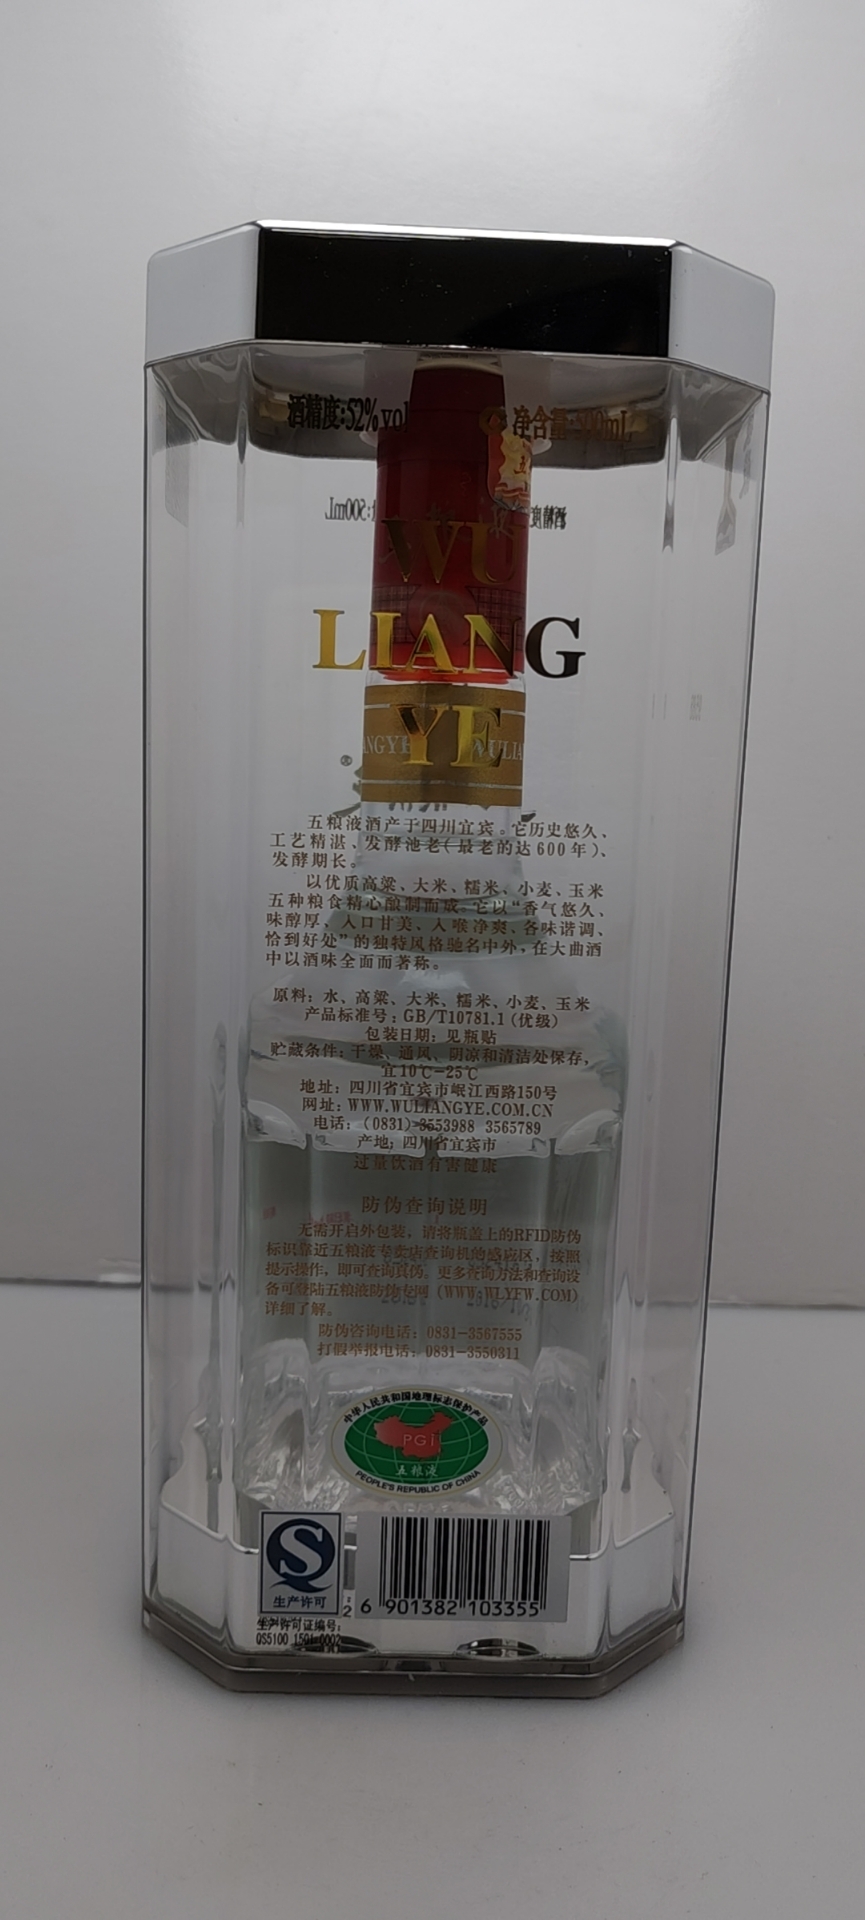 酒精度:52%vol 净含量:500mL
WU
LIANG
YE
五粮液酒产于四川宜宾。它历史悠久、
工艺精湛、发酵池老(最老的达600年)、
发酵期长。
以优质高粱、大米、糯米、小麦、玉米
五种粮食精心酿制而成。它以“香气悠久、
味醇厚、入口甘美、入喉净爽、各味谐调、
恰到好处”的独特风格驰名中外,在大曲酒
中以酒味全面而著称。
原料：水、高粱、大米、糯米、小麦、玉米
产品标准号：GB/T10781.1(优级)
包装日期：见瓶贴
贮藏条件：干燥、通风、阴凉和清洁处保存，
宜10℃-25℃
地址：四川省宜宾市岷江西路150号
网址：WWW.WULIANGYE.COM.CN
电话：(0831)-3553988 3565789
产地：四川省宜宾市
过量饮酒有害健康
防伪查询说明
无需开启外包装，请将瓶盖上的RFID防伪
标识靠近五粮液专卖店查询机的感应区，按照
提示操作，即可查询真伪。更多查询方法和查询设
备可登陆五粮液防伪专网(WWW.WLYFW.COM)
详细了解。
防伪咨询电话：0831-3567555
打假举报电话：0831-3550311
中华人民共和国地理标志保护产品
PGI
五粮液
PEOPLE'S REPUBLIC OF CHINA
生产许可
6 901382 103355
生产许可证编号：
QS5100 1501 0002